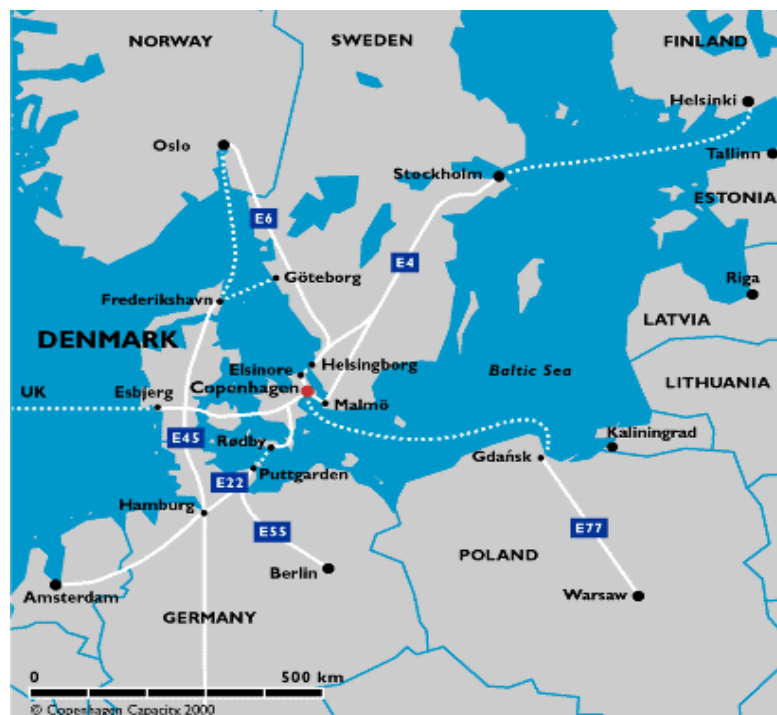 NORWAY
SWEDEN
FINLAND
Helsinki
Oslo
Tallinn
Stockholm
ESTONIA
E6
E4
Göteborg
Riga
Frederikshavn
LATVIA
DENMARK
Helsingborg
Elsinore
Baltic Sea
Copenhagen
LITHUANIA
UK
Esbjerg
Malmö
Kaliningrad
E45
Rødby
Gdańsk
Puttgarden
E22
Hamburg
E55
E77
POLAND
Berlin
Amsterdam
Warsaw
GERMANY
0 500 km
© Copenhagen Capacity 2000